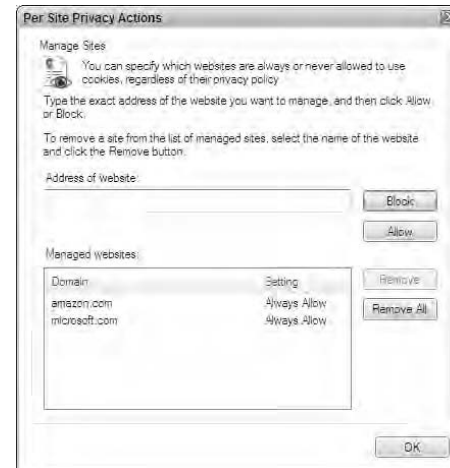 Per Site Privacy Actions
Manage Sites
You can specify which websites are always or never allowed to use
cookies, regardless of their privacy policy
Type the exact address of the website you want to manage, and then click Allow
or Block.
To remove a site from the list of managed sites, select the name of the website
and click the Remove button.
Address of website:
Block
Allow
Managed websites:
Domain Setting Remove
amazon.com Always Allow
microsoft.com Always Allow
Remove All
OK